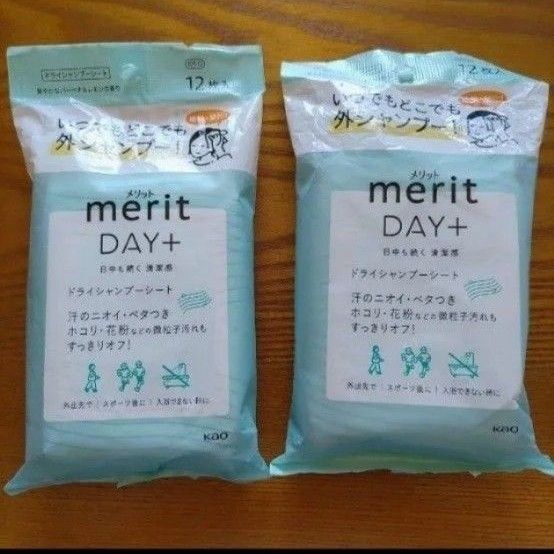 ドライシャンプーシート
12枚入
いつでもどこでも
外シャンプー!
メリット
merit
DAY+
日中も続く 清潔感
ドライシャンプーシート
汗のニオイ・ベタつき
ホコリ・花粉などの微粒子汚れも
すっきりオフ!
外出先で
スポーツ後に
入浴できない時に
Kao
12枚入
いつでもどこでも
外シャンプー!
メリット
merit
DAY+
日中も続く 清潔感
ドライシャンプーシート
汗のニオイ・ベタつき
ホコリ・花粉などの微粒子汚れも
すっきりオフ!
外出先で
スポーツ後に
入浴できない時に
Kao